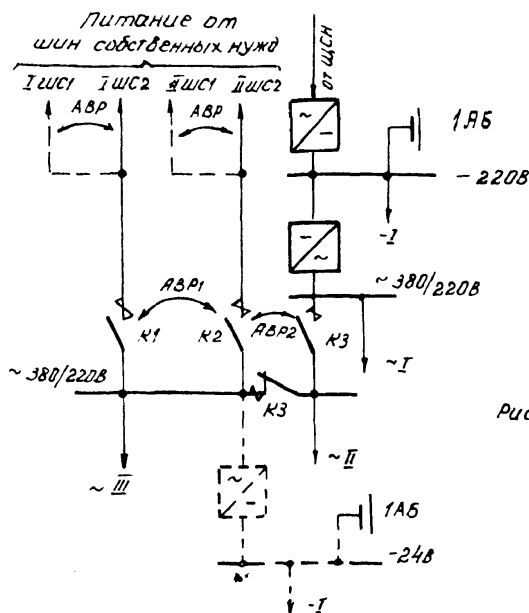 Питание от
шин собственных нужд
I ШС1 I ШС2 II ШС1 II ШС2
от ЩСН
АВР АВР
~ –
1АБ
– 220В
-I
– ~
~ 380/220В
АВР1
К1 К2 АВР2 К3
~ I
~ 380/220В
К3
Рис
~ III
~ II
~ –
1АБ
-24В
-I